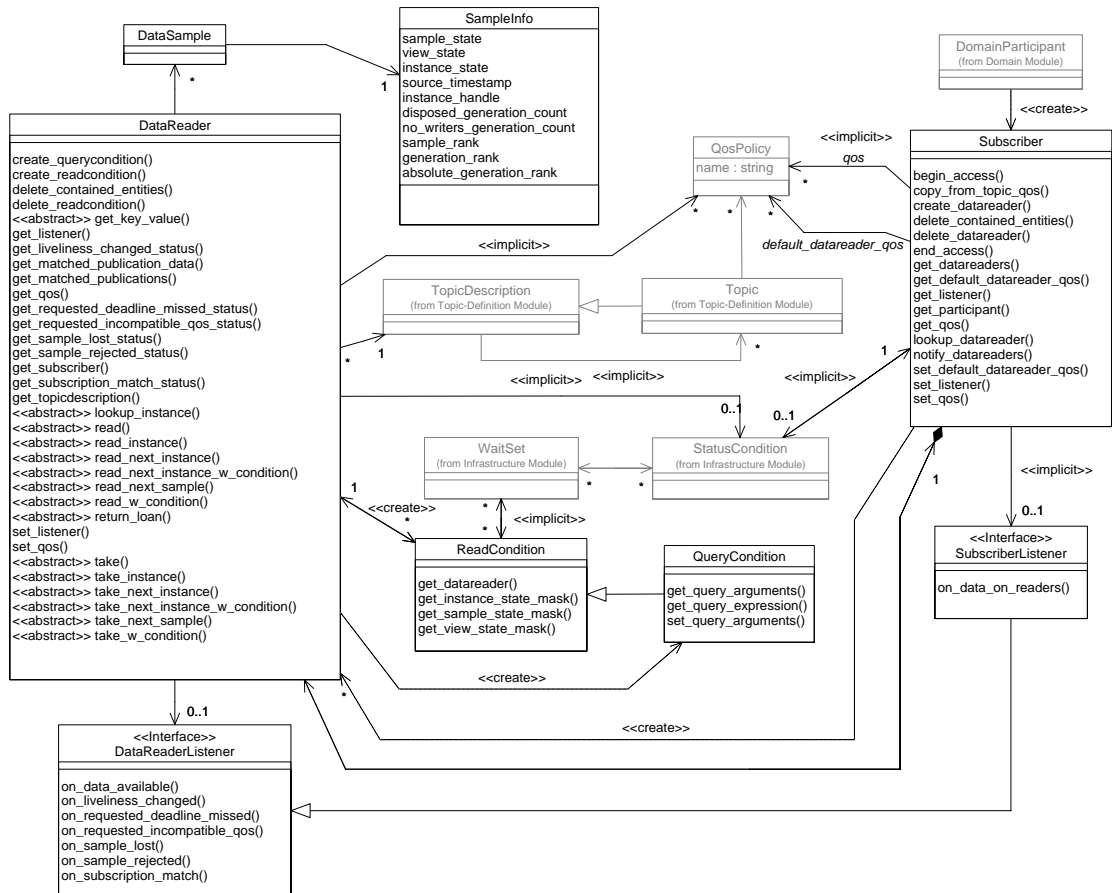 DataSample
SampleInfo
sample_state
view_state
instance_state
source_timestamp
instance_handle
disposed_generation_count
no_writers_generation_count
sample_rank
generation_rank
absolute_generation_rank
*
1
DomainParticipant
(from Domain Module)
<<create>>
DataReader
create_querycondition()
create_readcondition()
delete_contained_entities()
delete_readcondition()
<<abstract>> get_key_value()
get_listener()
get_liveliness_changed_status()
get_matched_publication_data()
get_matched_publications()
get_qos()
get_requested_deadline_missed_status()
get_requested_incompatible_qos_status()
get_sample_lost_status()
get_sample_rejected_status()
get_subscriber()
get_subscription_match_status()
get_topicdescription()
<<abstract>> lookup_instance()
<<abstract>> read()
<<abstract>> read_instance()
<<abstract>> read_next_instance()
<<abstract>> read_next_instance_w_condition()
<<abstract>> read_next_sample()
<<abstract>> read_w_condition()
<<abstract>> return_loan()
set_listener()
set_qos()
<<abstract>> take()
<<abstract>> take_instance()
<<abstract>> take_next_instance()
<<abstract>> take_next_instance_w_condition()
<<abstract>> take_next_sample()
<<abstract>> take_w_condition()
QosPolicy
name : string
<<implicit>>
qos
*
*
*
*
default_datareader_qos
<<implicit>>
Subscriber
begin_access()
copy_from_topic_qos()
create_datareader()
delete_contained_entities()
delete_datareader()
end_access()
get_datareaders()
get_default_datareader_qos()
get_listener()
get_participant()
get_qos()
lookup_datareader()
notify_datareaders()
set_default_datareader_qos()
set_listener()
set_qos()
TopicDescription
(from Topic-Definition Module)
Topic
(from Topic-Definition Module)
*
1
*
<<implicit>>
<<implicit>>
<<implicit>>
1
0..1
0..1
WaitSet
(from Infrastructure Module)
StatusCondition
(from Infrastructure Module)
*
*
1
<<create>>
*
*
*
<<implicit>>
ReadCondition
get_datareader()
get_instance_state_mask()
get_sample_state_mask()
get_view_state_mask()
QueryCondition
get_query_arguments()
get_query_expression()
set_query_arguments()
1
<<implicit>>
0..1
<<Interface>>
SubscriberListener
on_data_on_readers()
<<create>>
*
<<create>>
0..1
<<Interface>>
DataReaderListener
on_data_available()
on_liveliness_changed()
on_requested_deadline_missed()
on_requested_incompatible_qos()
on_sample_lost()
on_sample_rejected()
on_subscription_match()